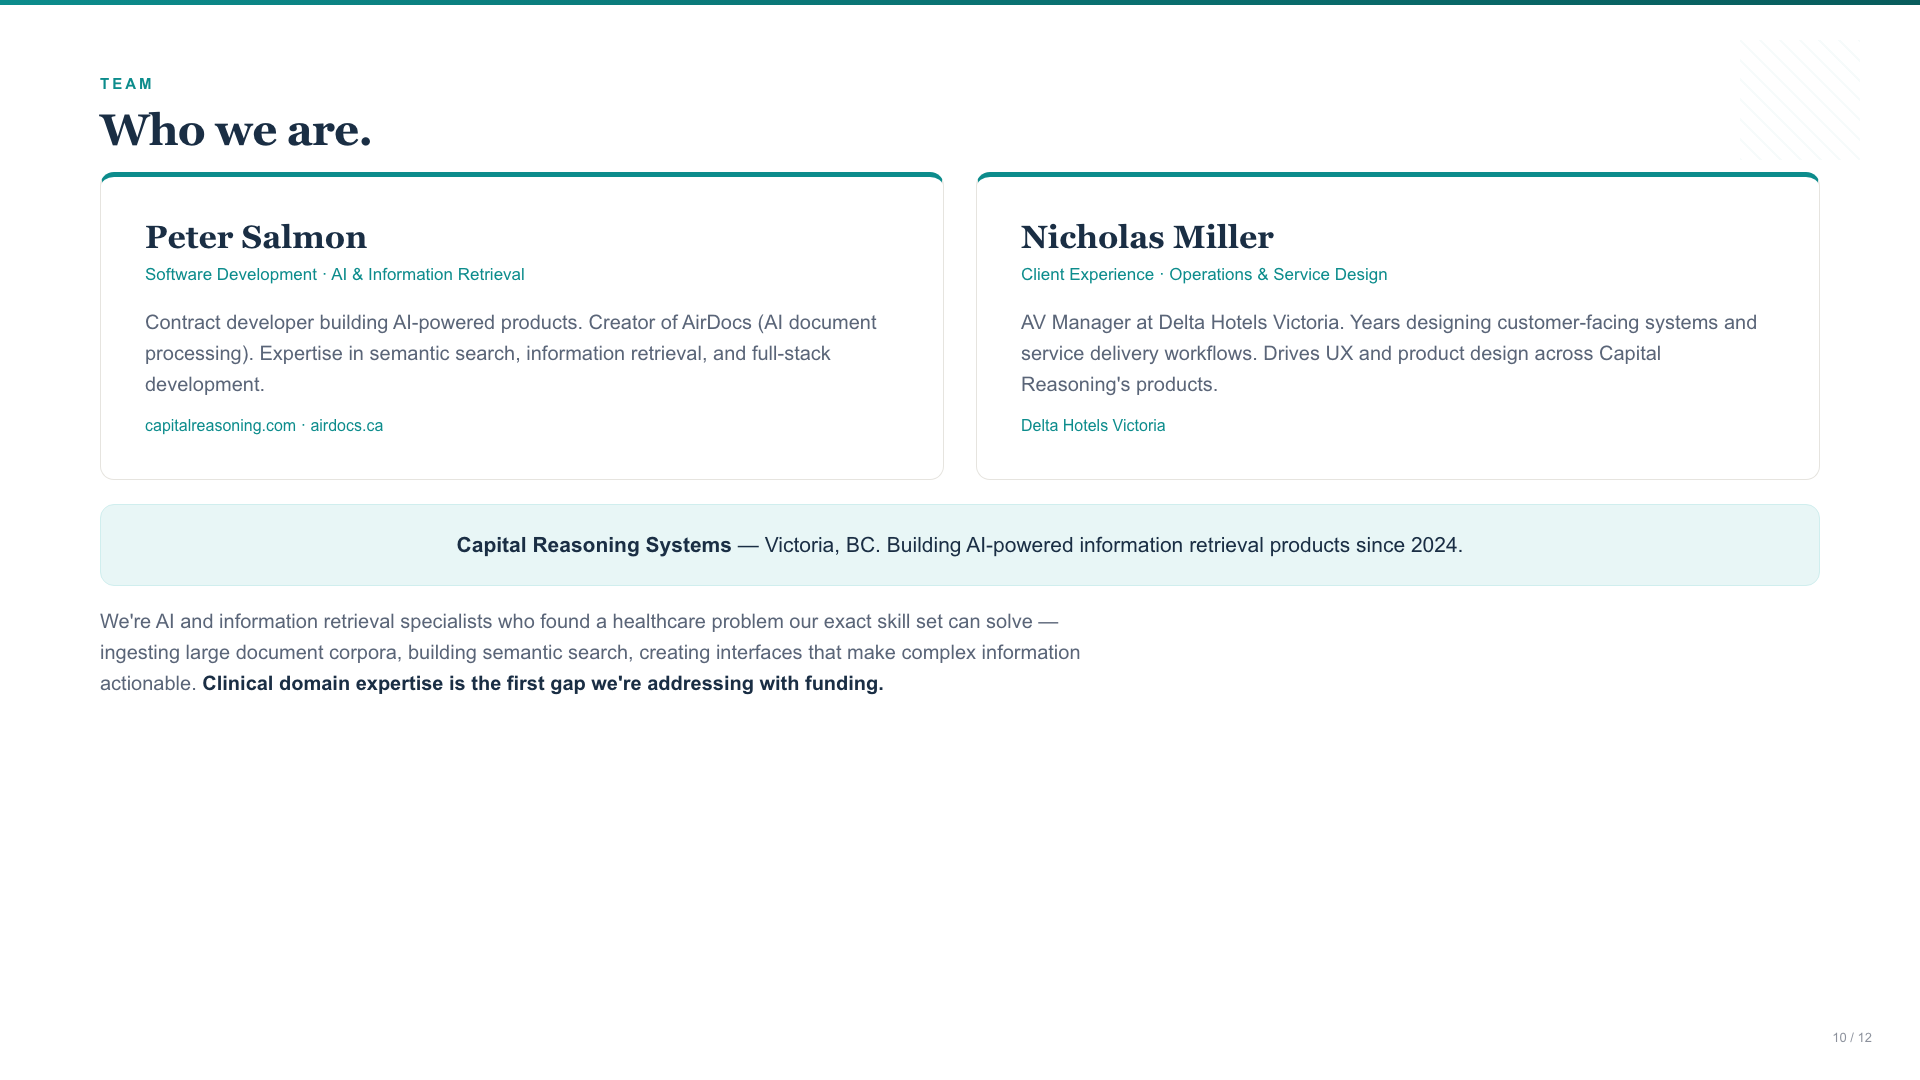 TEAM
Who we are.
Peter Salmon
Software Development · AI & Information Retrieval
Contract developer building AI-powered products. Creator of AirDocs (AI document
processing). Expertise in semantic search, information retrieval, and full-stack
development.
capitalreasoning.com · airdocs.ca
Nicholas Miller
Client Experience · Operations & Service Design
AV Manager at Delta Hotels Victoria. Years designing customer-facing systems and
service delivery workflows. Drives UX and product design across Capital
Reasoning's products.
Delta Hotels Victoria
Capital Reasoning Systems — Victoria, BC. Building AI-powered information retrieval products since 2024.
We're AI and information retrieval specialists who found a healthcare problem our exact skill set can solve —
ingesting large document corpora, building semantic search, creating interfaces that make complex information
actionable. Clinical domain expertise is the first gap we're addressing with funding.
10 / 12